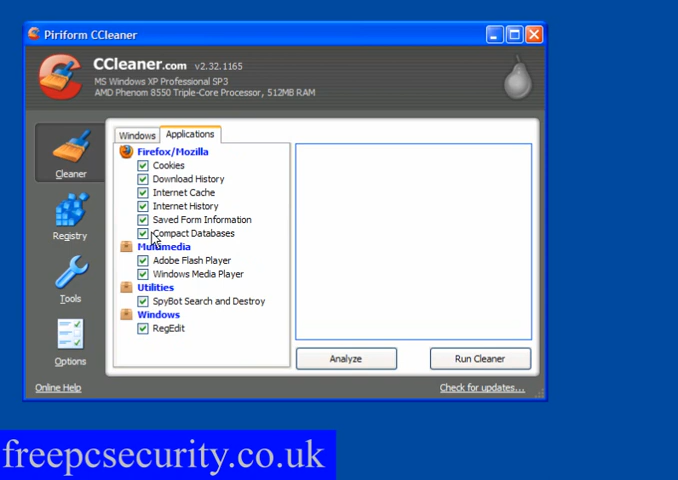 Piriform CCleaner
CCleaner.com v2.32.1165
MS Windows XP Professional SP3
AMD Phenom 8550 Triple-Core Processor, 512MB RAM
Cleaner
Registry
Tools
Options
Windows
Applications
Firefox/Mozilla
Cookies
Download History
Internet Cache
Internet History
Saved Form Information
Compact Databases
Multimedia
Adobe Flash Player
Windows Media Player
Utilities
SpyBot Search and Destroy
Windows
RegEdit
Analyze
Run Cleaner
Online Help
Check for updates...
freepcsecurity.co.uk